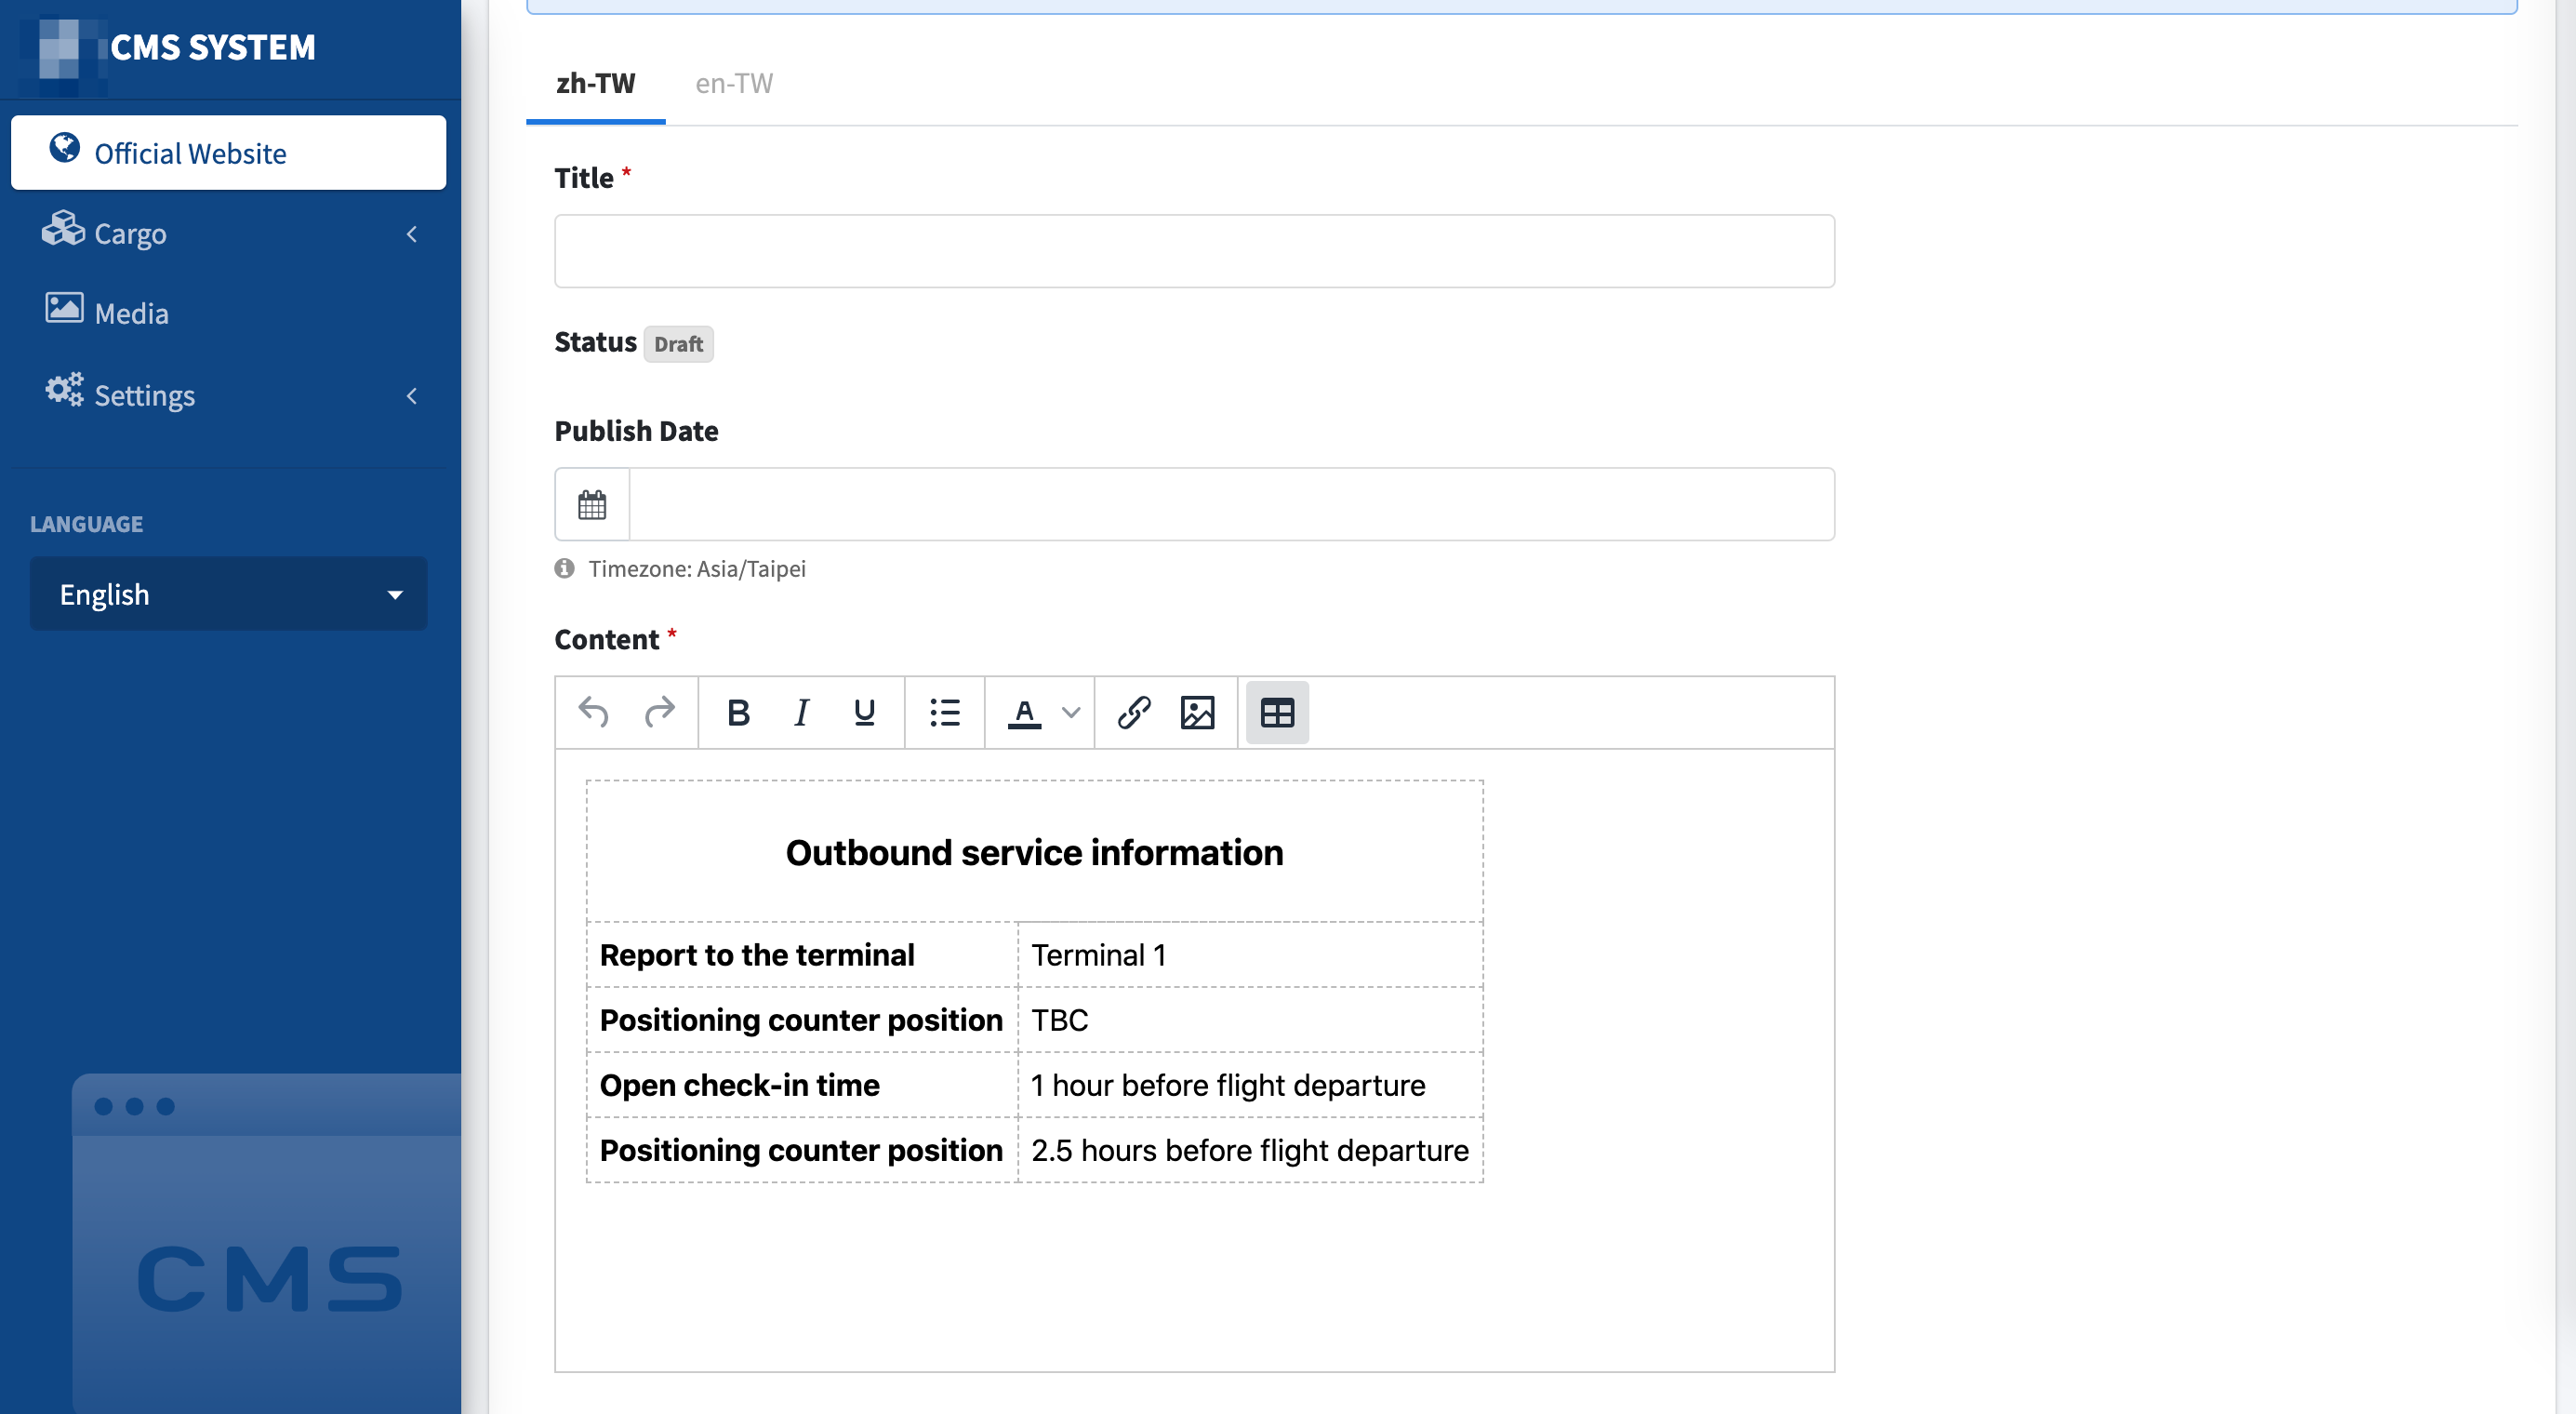 CMS SYSTEM
Official Website
Cargo
Media
Settings
LANGUAGE
English
CMS
zh-TW en-TW
Title *
Status Draft
Publish Date
Timezone: Asia/Taipei
Content *
B I U A
Outbound service information
Report to the terminal Terminal 1
Positioning counter position TBC
Open check-in time 1 hour before flight departure
Positioning counter position 2.5 hours before flight departure